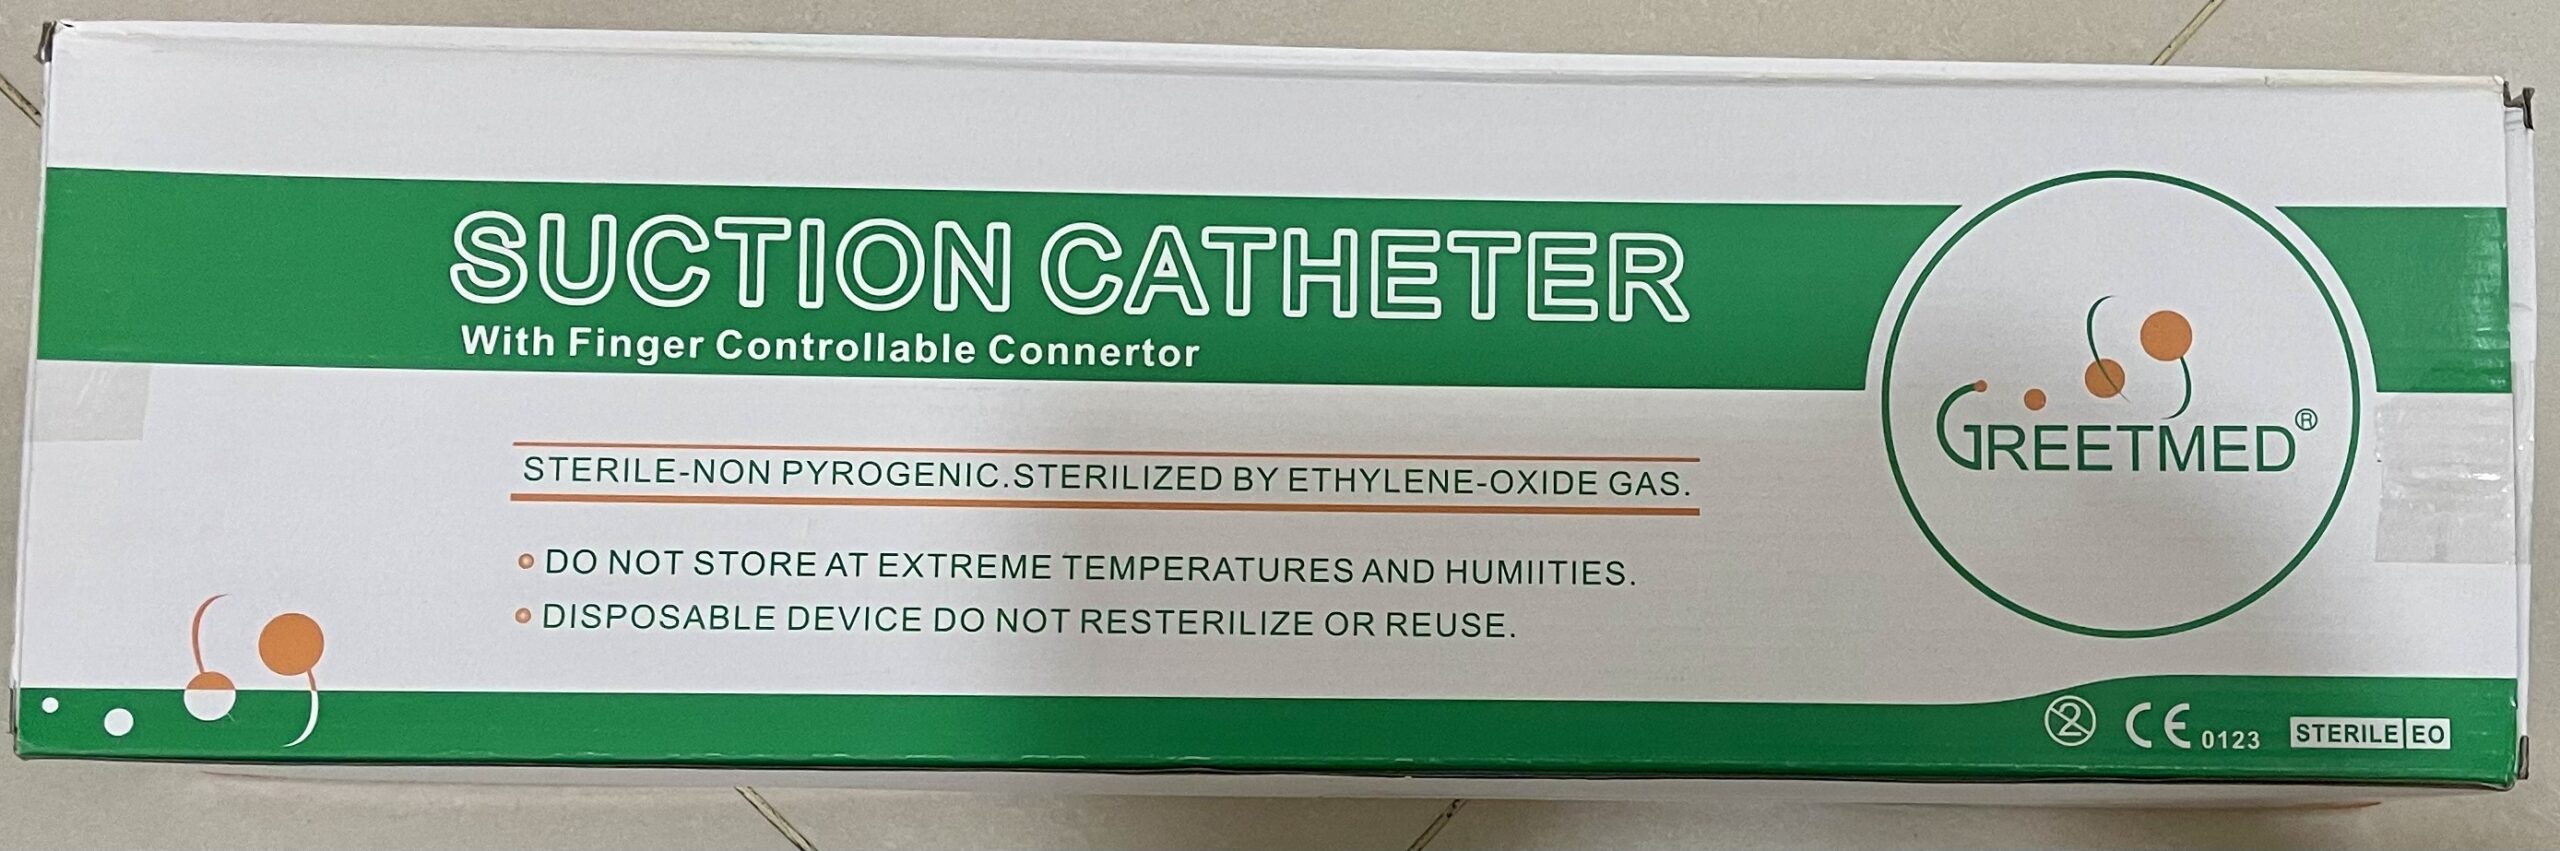 SUCTION CATHETER
With Finger Controllable Connertor
GREETMED®
STERILE-NON PYROGENIC.STERILIZED BY ETHYLENE-OXIDE GAS.
DO NOT STORE AT EXTREME TEMPERATURES AND HUMIITIES.
DISPOSABLE DEVICE DO NOT RESTERILIZE OR REUSE.
2 CE 0123 STERILE EO